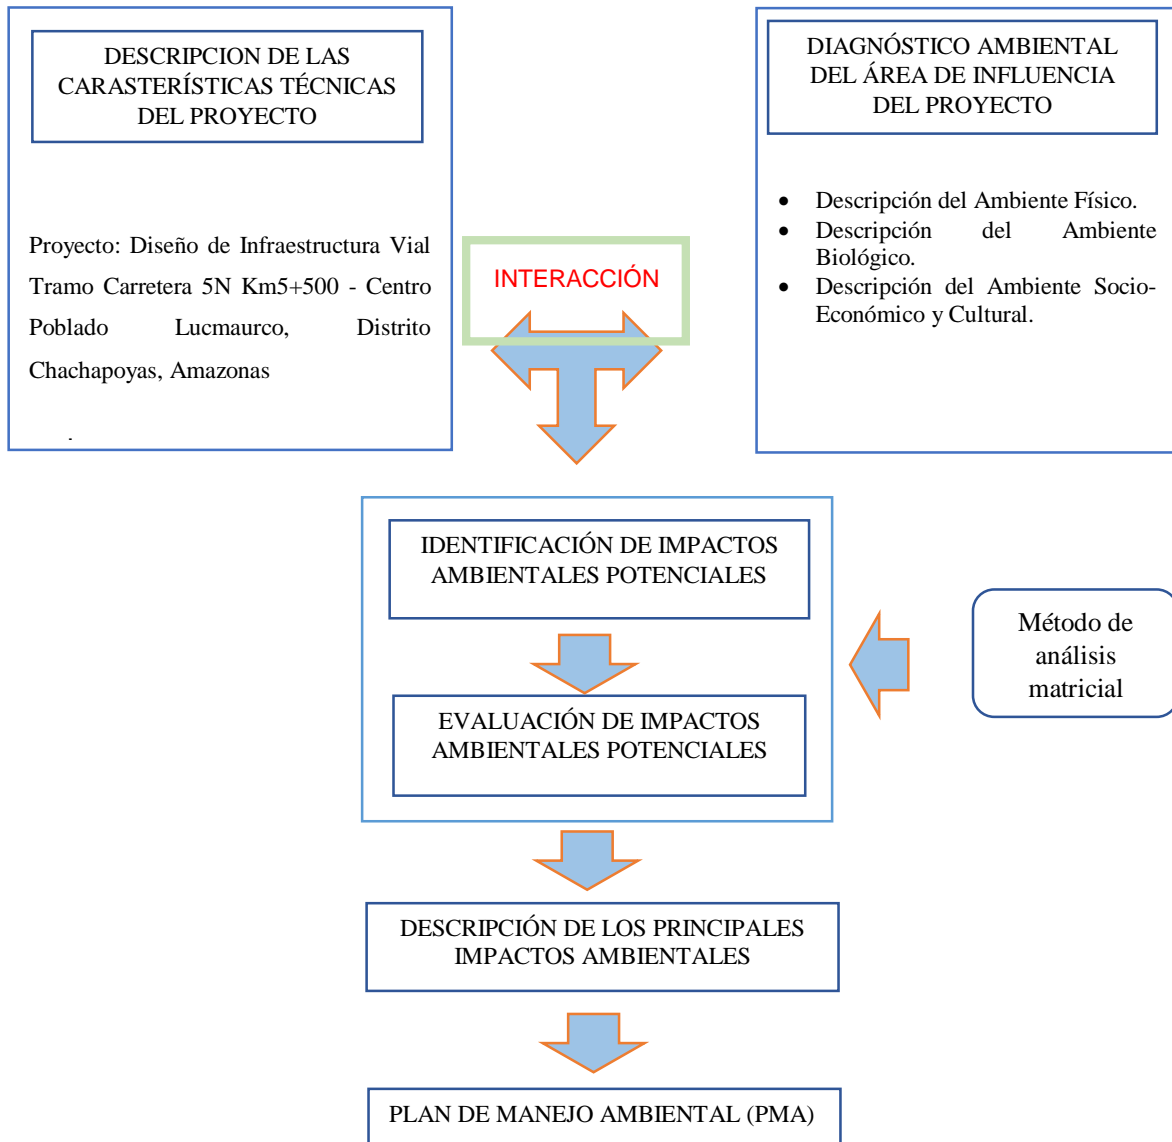 DESCRIPCION DE LAS
CARASTERÍSTICAS TÉCNICAS
DEL PROYECTO
Proyecto: Diseño de Infraestructura Vial
Tramo Carretera 5N Km5+500 - Centro
Poblado Lucmaurco, Distrito
Chachapoyas, Amazonas
.
INTERACCIÓN
DIAGNÓSTICO AMBIENTAL
DEL ÁREA DE INFLUENCIA
DEL PROYECTO
• Descripción del Ambiente Físico.
• Descripción del Ambiente
Biológico.
• Descripción del Ambiente Socio-
Económico y Cultural.
IDENTIFICACIÓN DE IMPACTOS
AMBIENTALES POTENCIALES
EVALUACIÓN DE IMPACTOS
AMBIENTALES POTENCIALES
Método de
análisis
matricial
DESCRIPCIÓN DE LOS PRINCIPALES
IMPACTOS AMBIENTALES
PLAN DE MANEJO AMBIENTAL (PMA)